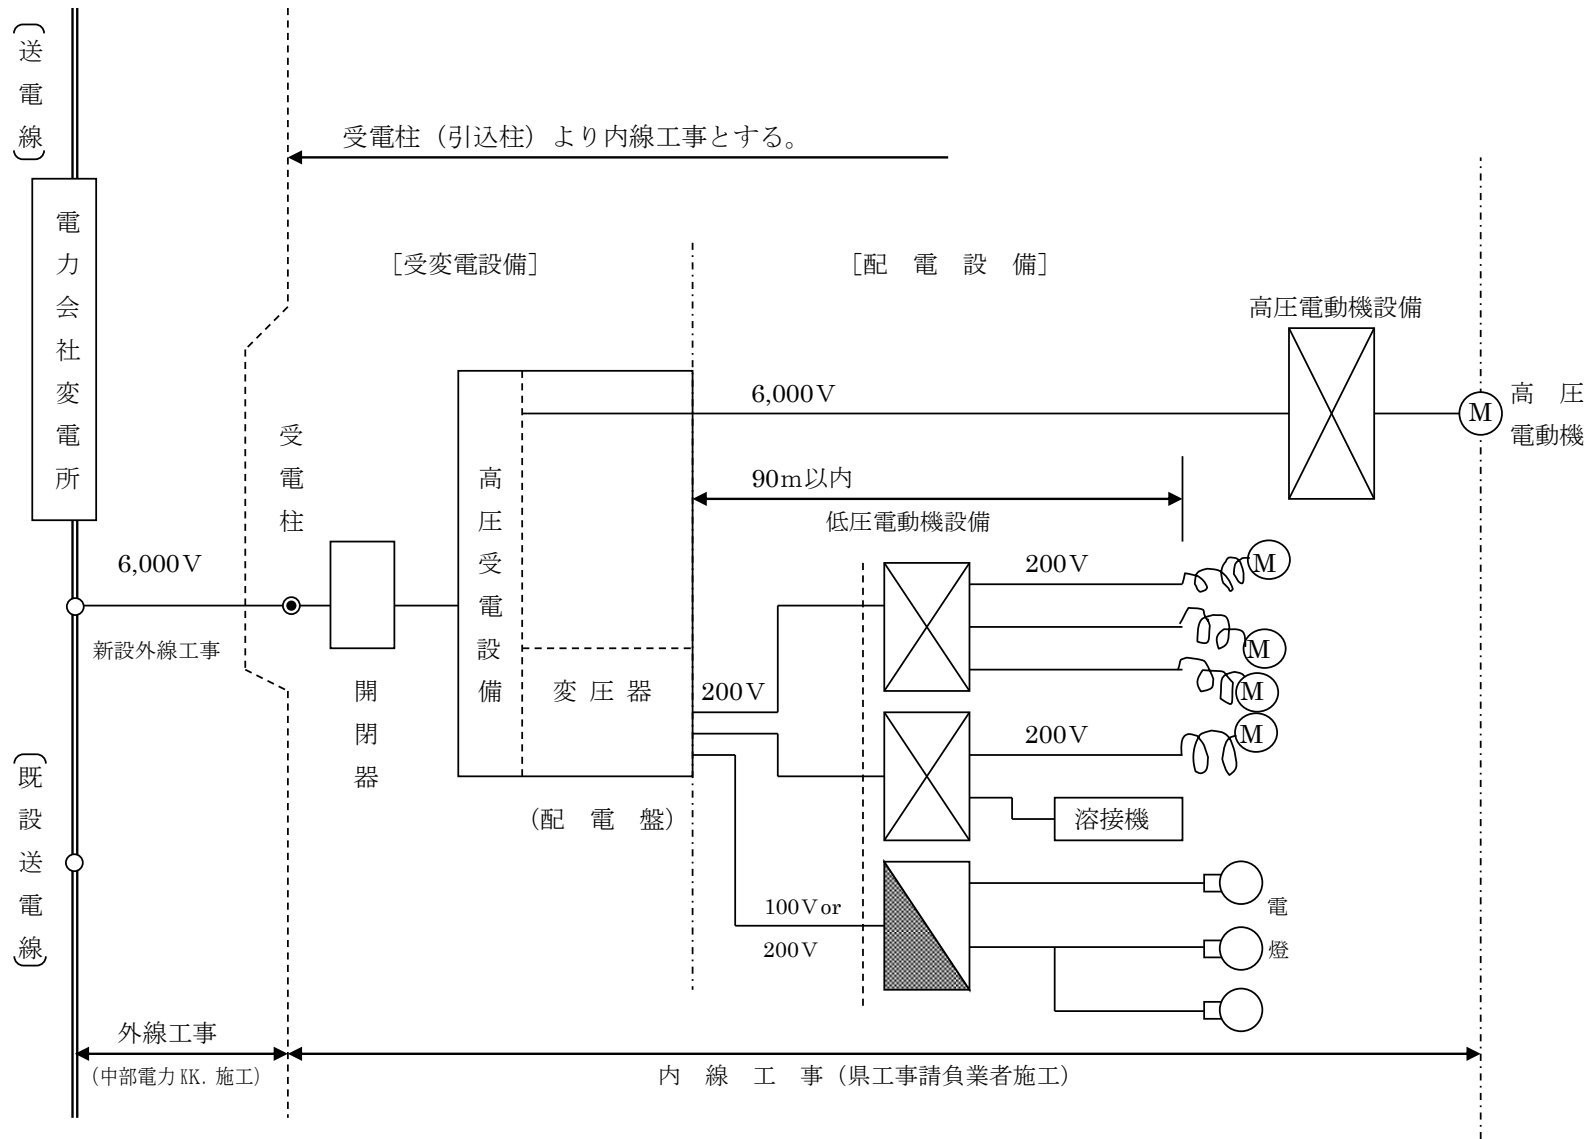 〔送電線〕
受電柱（引込柱）より内線工事とする。
電力会社変電所
［受変電設備］
［配　電　設　備］
高圧電動機設備
6,000V
M
高　圧
電動機
受電柱
高圧受電設備
90m以内
低圧電動機設備
6,000V
200V
M
新設外線工事
M
開閉器
変 圧 器
200V
M
200V
M
〔既設送電線〕
（配　電　盤）
溶接機
100Vor
200V
電
燈
外線工事
（中部電力 KK. 施工）
内　線　工　事（県工事請負業者施工）